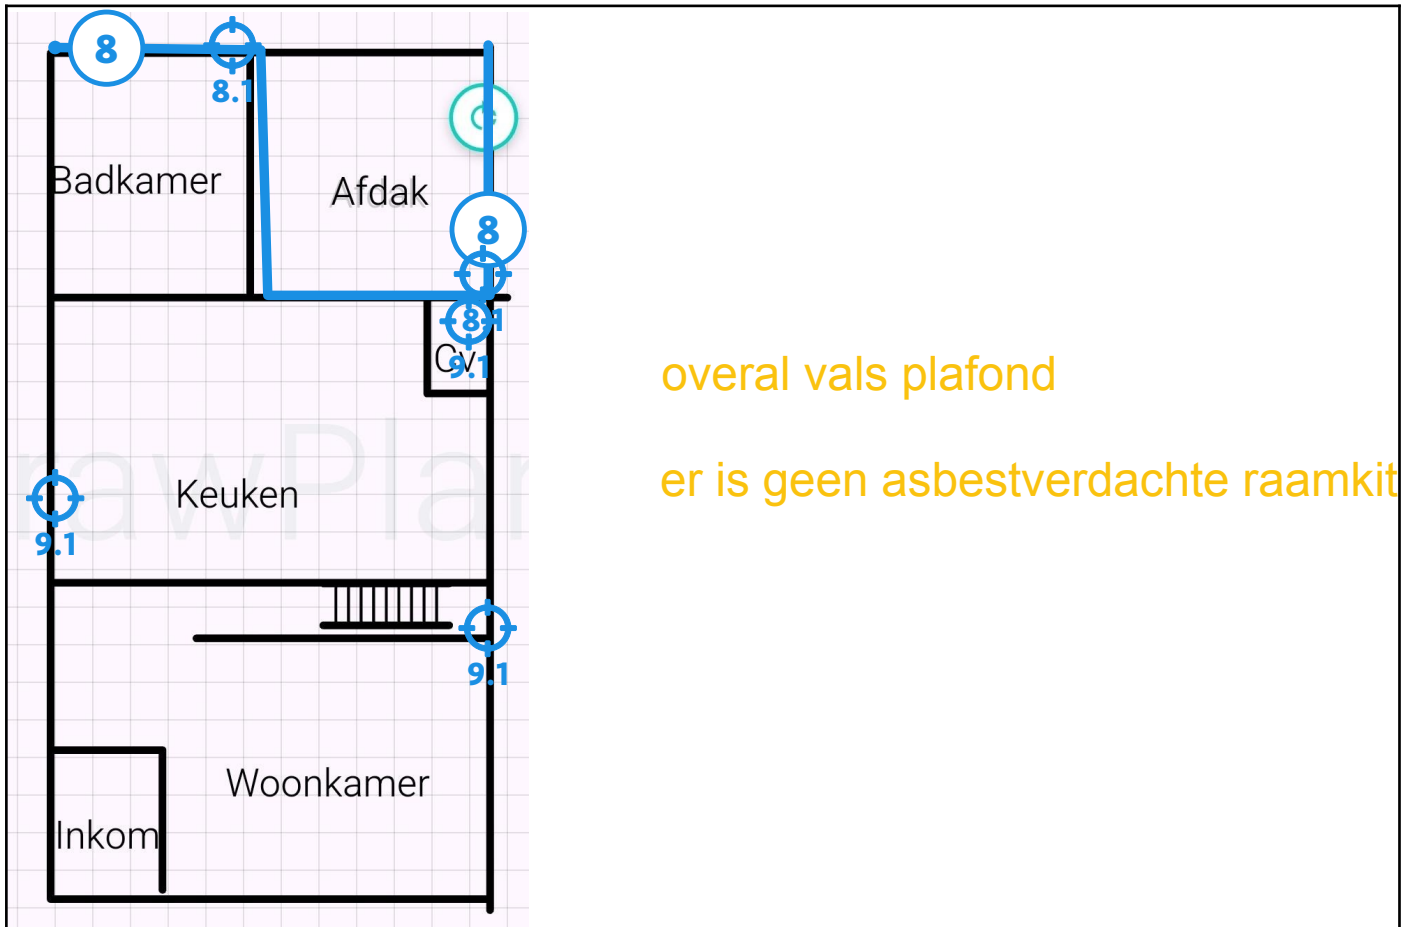 8
8.1
Badkamer
Afdak
8
8.1
Cv
9.1
overal vals plafond
rawPlan
er is geen asbestverdachte raamkit
Keuken
9.1
9.1
Woonkamer
Inkom